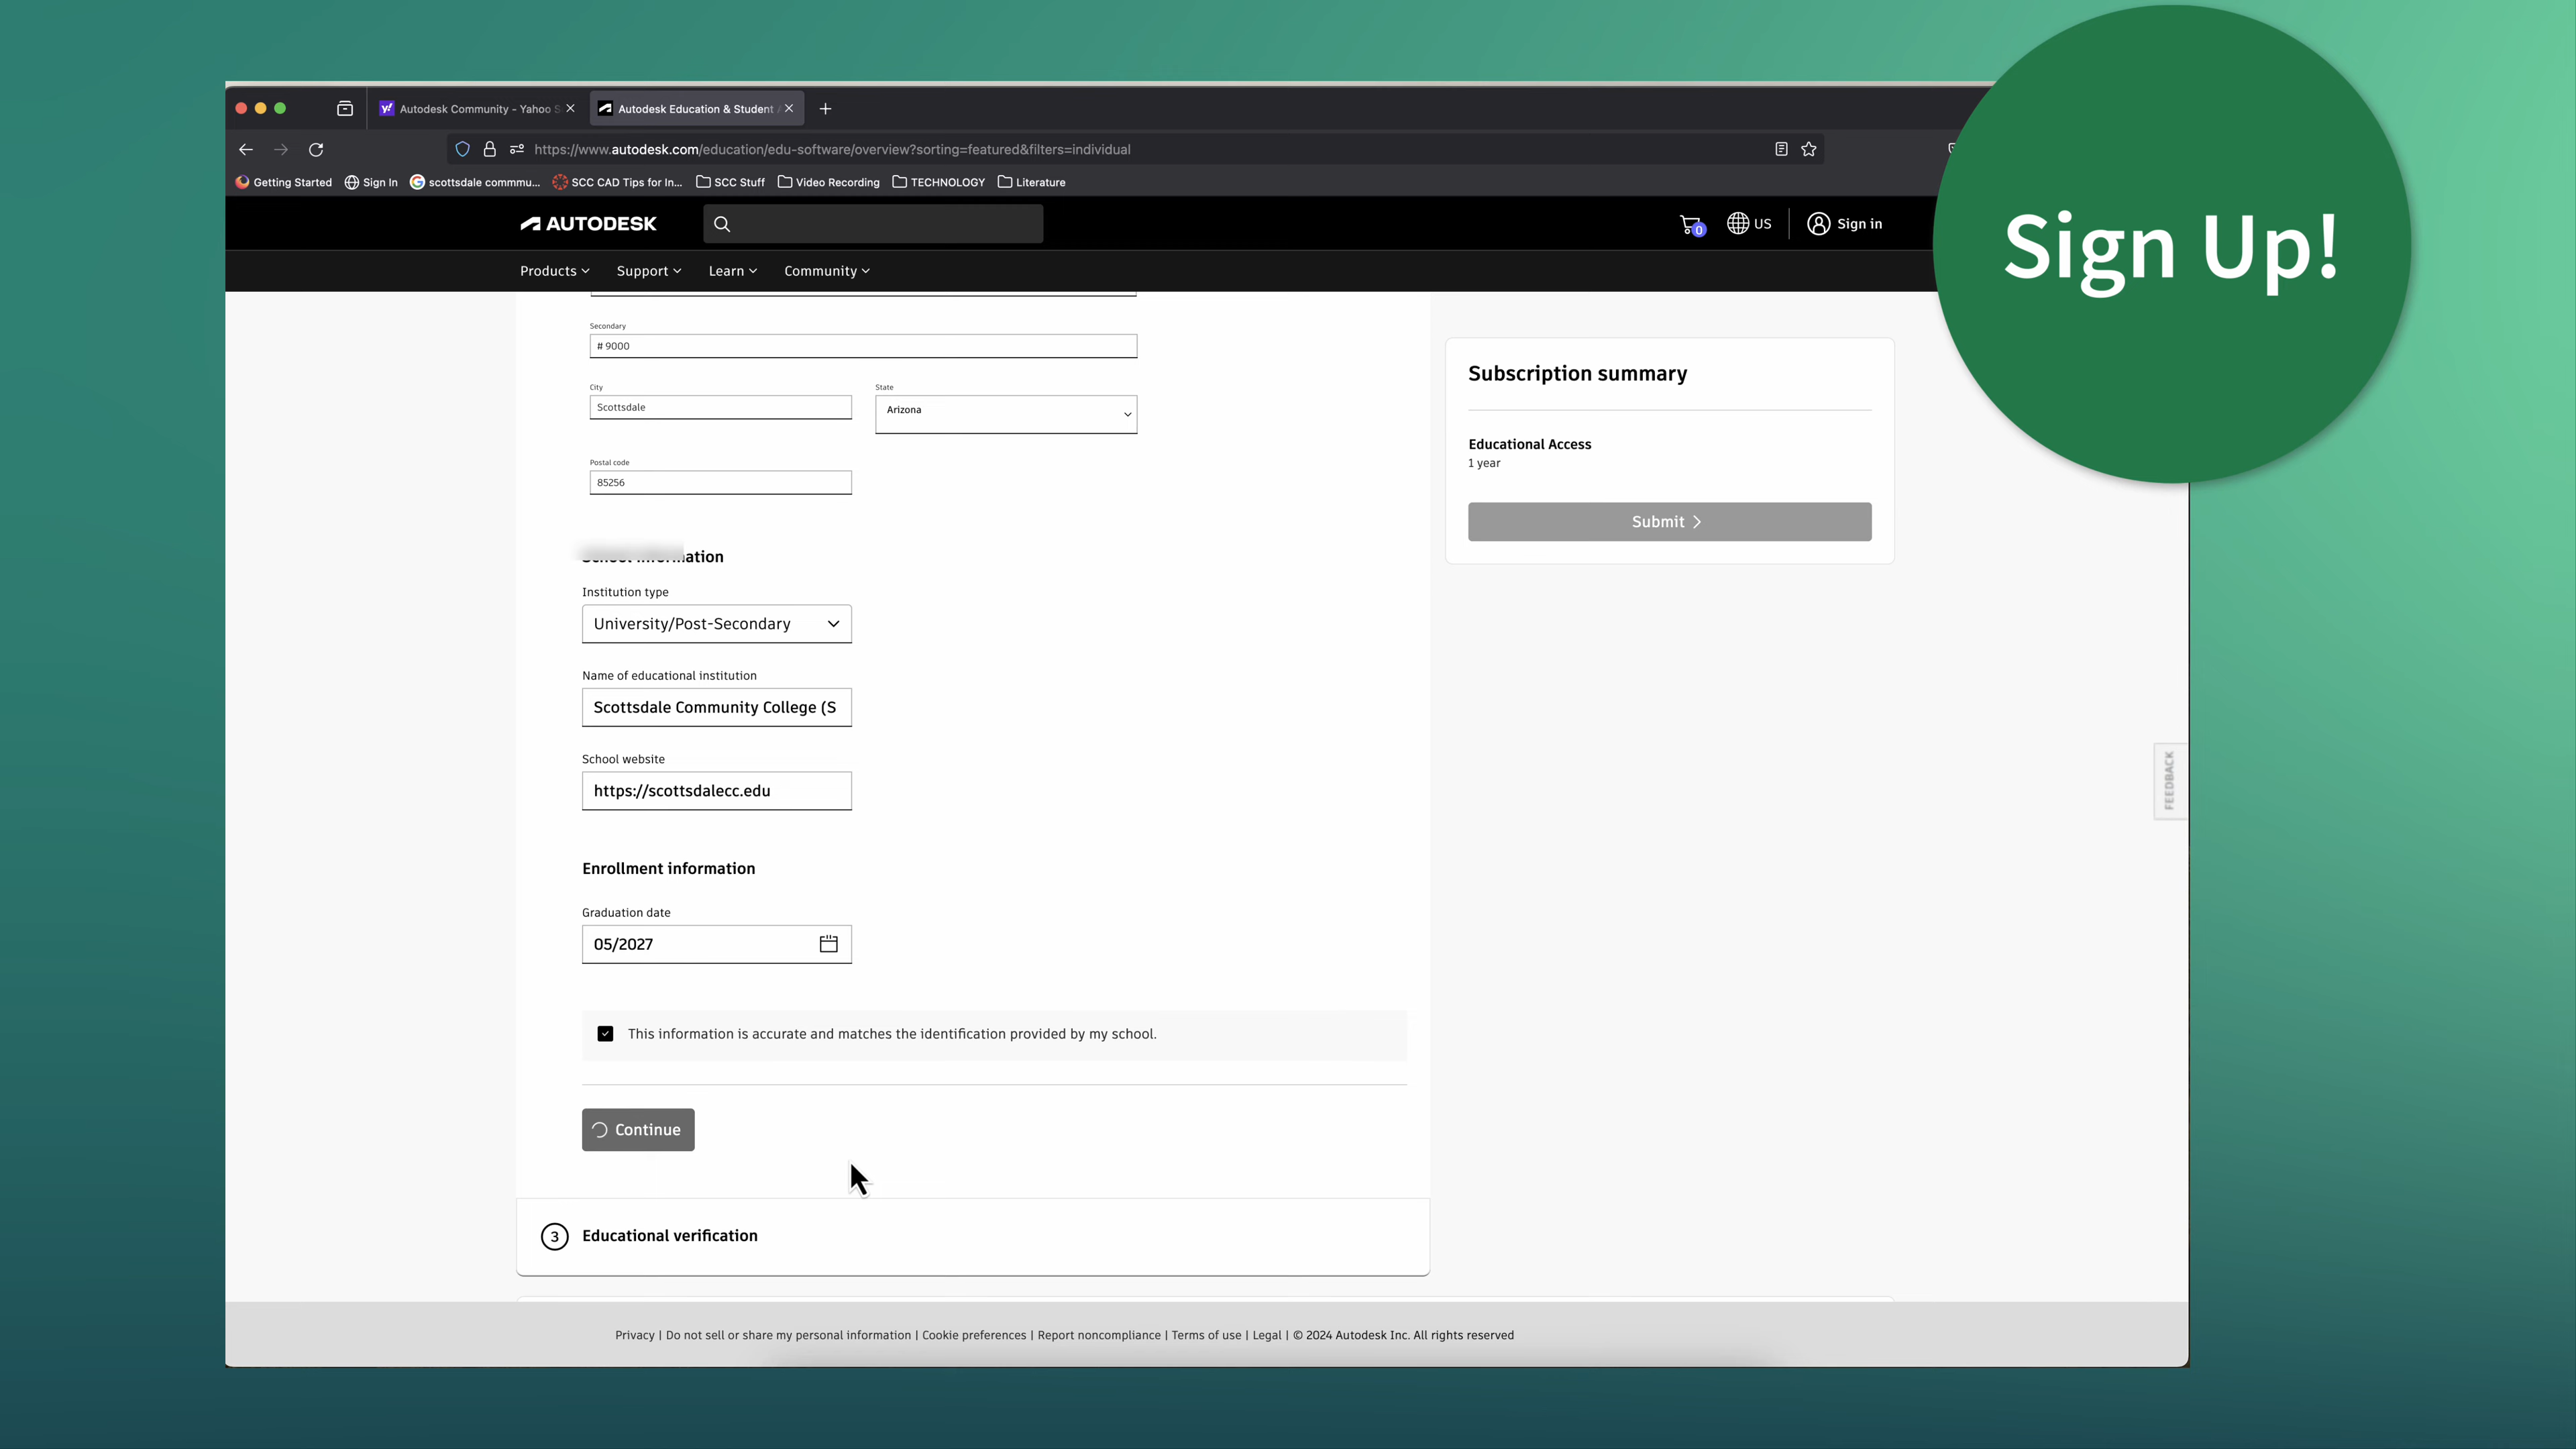 Sign Up!
Autodesk Community - Yahoo S
Autodesk Education & Student A
https://www.autodesk.com/education/edu-software/overview?sorting=featured&filters=individual
Getting Started
Sign In
scottsdale commmu...
SCC CAD Tips for In...
SCC Stuff
Video Recording
TECHNOLOGY
Literature
AUTODESK
0
US
Sign in
Products
Support
Learn
Community
Secondary
# 9000
City
Scottsdale
State
Arizona
Postal code
85256
School information
Institution type
University/Post-Secondary
Name of educational institution
Scottsdale Community College (S
School website
https://scottsdalecc.edu
Enrollment information
Graduation date
05/2027
This information is accurate and matches the identification provided by my school.
Continue
3
Educational verification
Subscription summary
Educational Access
1 year
Submit
FEEDBACK
Privacy | Do not sell or share my personal information | Cookie preferences | Report noncompliance | Terms of use | Legal | © 2024 Autodesk Inc. All rights reserved